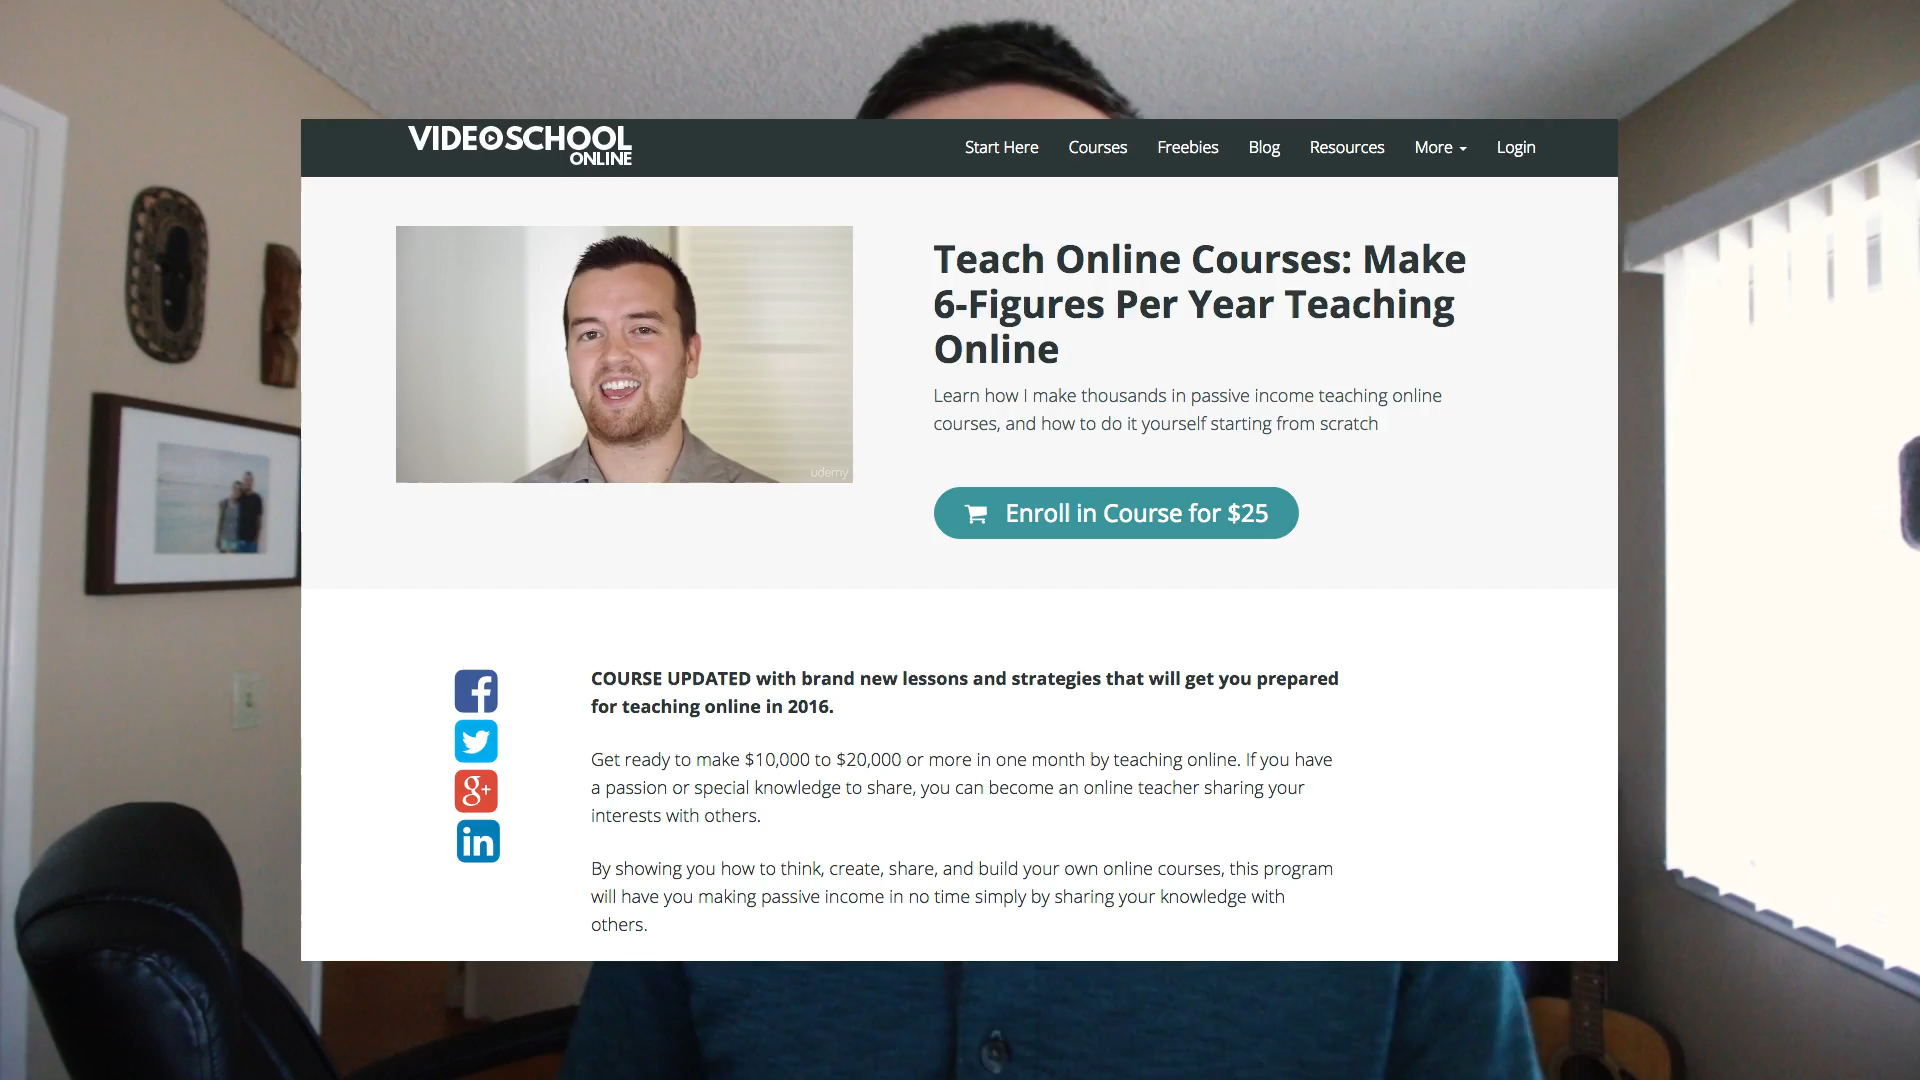 VIDEOSCHOOL
ONLINE
Start Here Courses Freebies Blog Resources More Login
Teach Online Courses: Make
6-Figures Per Year Teaching
Online
Learn how I make thousands in passive income teaching online
courses, and how to do it yourself starting from scratch
udemy
Enroll in Course for $25
COURSE UPDATED with brand new lessons and strategies that will get you prepared
for teaching online in 2016.
Get ready to make $10,000 to $20,000 or more in one month by teaching online. If you have
a passion or special knowledge to share, you can become an online teacher sharing your
interests with others.
By showing you how to think, create, share, and build your own online courses, this program
will have you making passive income in no time simply by sharing your knowledge with
others.
f
g+
in